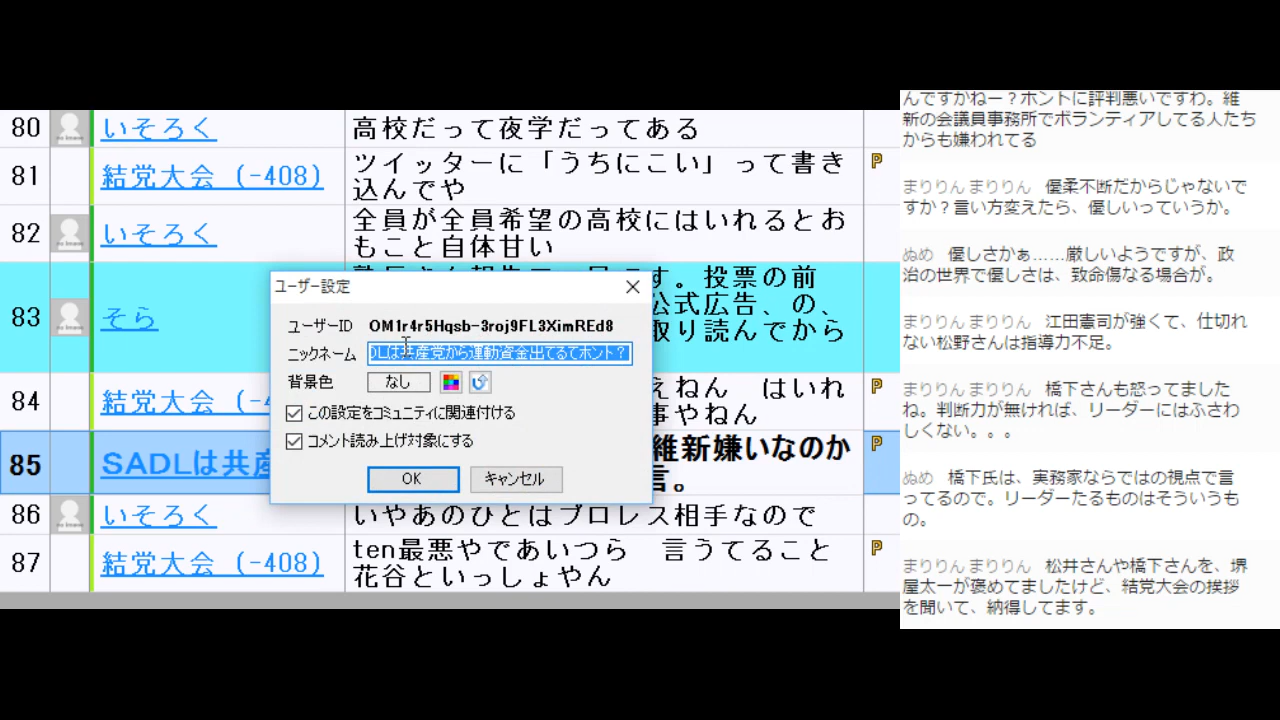 80 いそろく 高校だって夜学だってある
81 結党大会 (-408) ツイッターに「うちにこい」って書き P
込んでや
82 いそろく 全員が全員希望の高校にはいれるとお
もこと自体甘い
す。投票の前
83 そら 公式広告、の、
取り読んでから
84 結党大会 (-4 えねん はいれ P
事やねん
85 SADLは共産 維新嫌いなのか P
言。
86 いそろく いやあのひとはプロレス相手なので
87 結党大会 (-408) ten最悪やであいつら 言うてること P
花谷といっしょやん
ユーザー設定
ユーザーID OM1r4r5Hqsb-3roj9FL3XimREd8
ニックネーム DLは共産党から運動資金出てるてホント?
背景色 なし
この設定をコミュニティに関連付ける
コメント読み上げ対象にする
OK キャンセル
んですかねー?ホントに評判悪いですわ。維
新の会議員事務所でボランティアしてる人たち
からも嫌われてる
まりりん まりりん 優柔不断だからじゃないで
すか?言い方変えたら、優しいっていうか。
ぬめ 優しさかぁ……厳しいようですが、政
治の世界で優しさは、致命傷なる場合が。
まりりん まりりん 江田憲司が強くて、仕切れ
ない松野さんは指導力不足。
まりりん まりりん 橋下さんも怒ってました
ね。判断力が無ければ、リーダーにはふさわ
しくない。。。
ぬめ 橋下氏は、実務家ならではの視点で言
ってるので。リーダーたるものはそういうも
の。
まりりん まりりん 松井さんや橋下さんを、堺
屋太一が褒めてましたけど、結党大会の挨拶
を聞いて、納得してます。